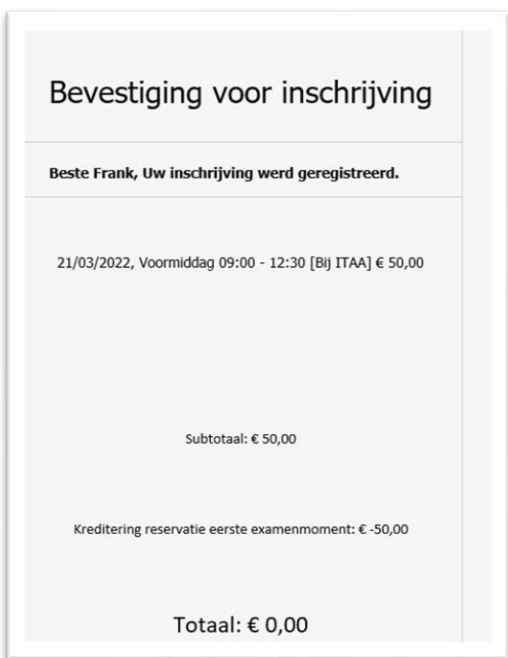 Bevestiging voor inschrijving
Beste Frank, Uw inschrijving werd geregistreerd.
21/03/2022, Voormiddag 09:00 - 12:30 [Bij ITAA] € 50,00
Subtotaal: € 50,00
Kreditering reservatie eerste examenmoment: € -50,00
Totaal: € 0,00